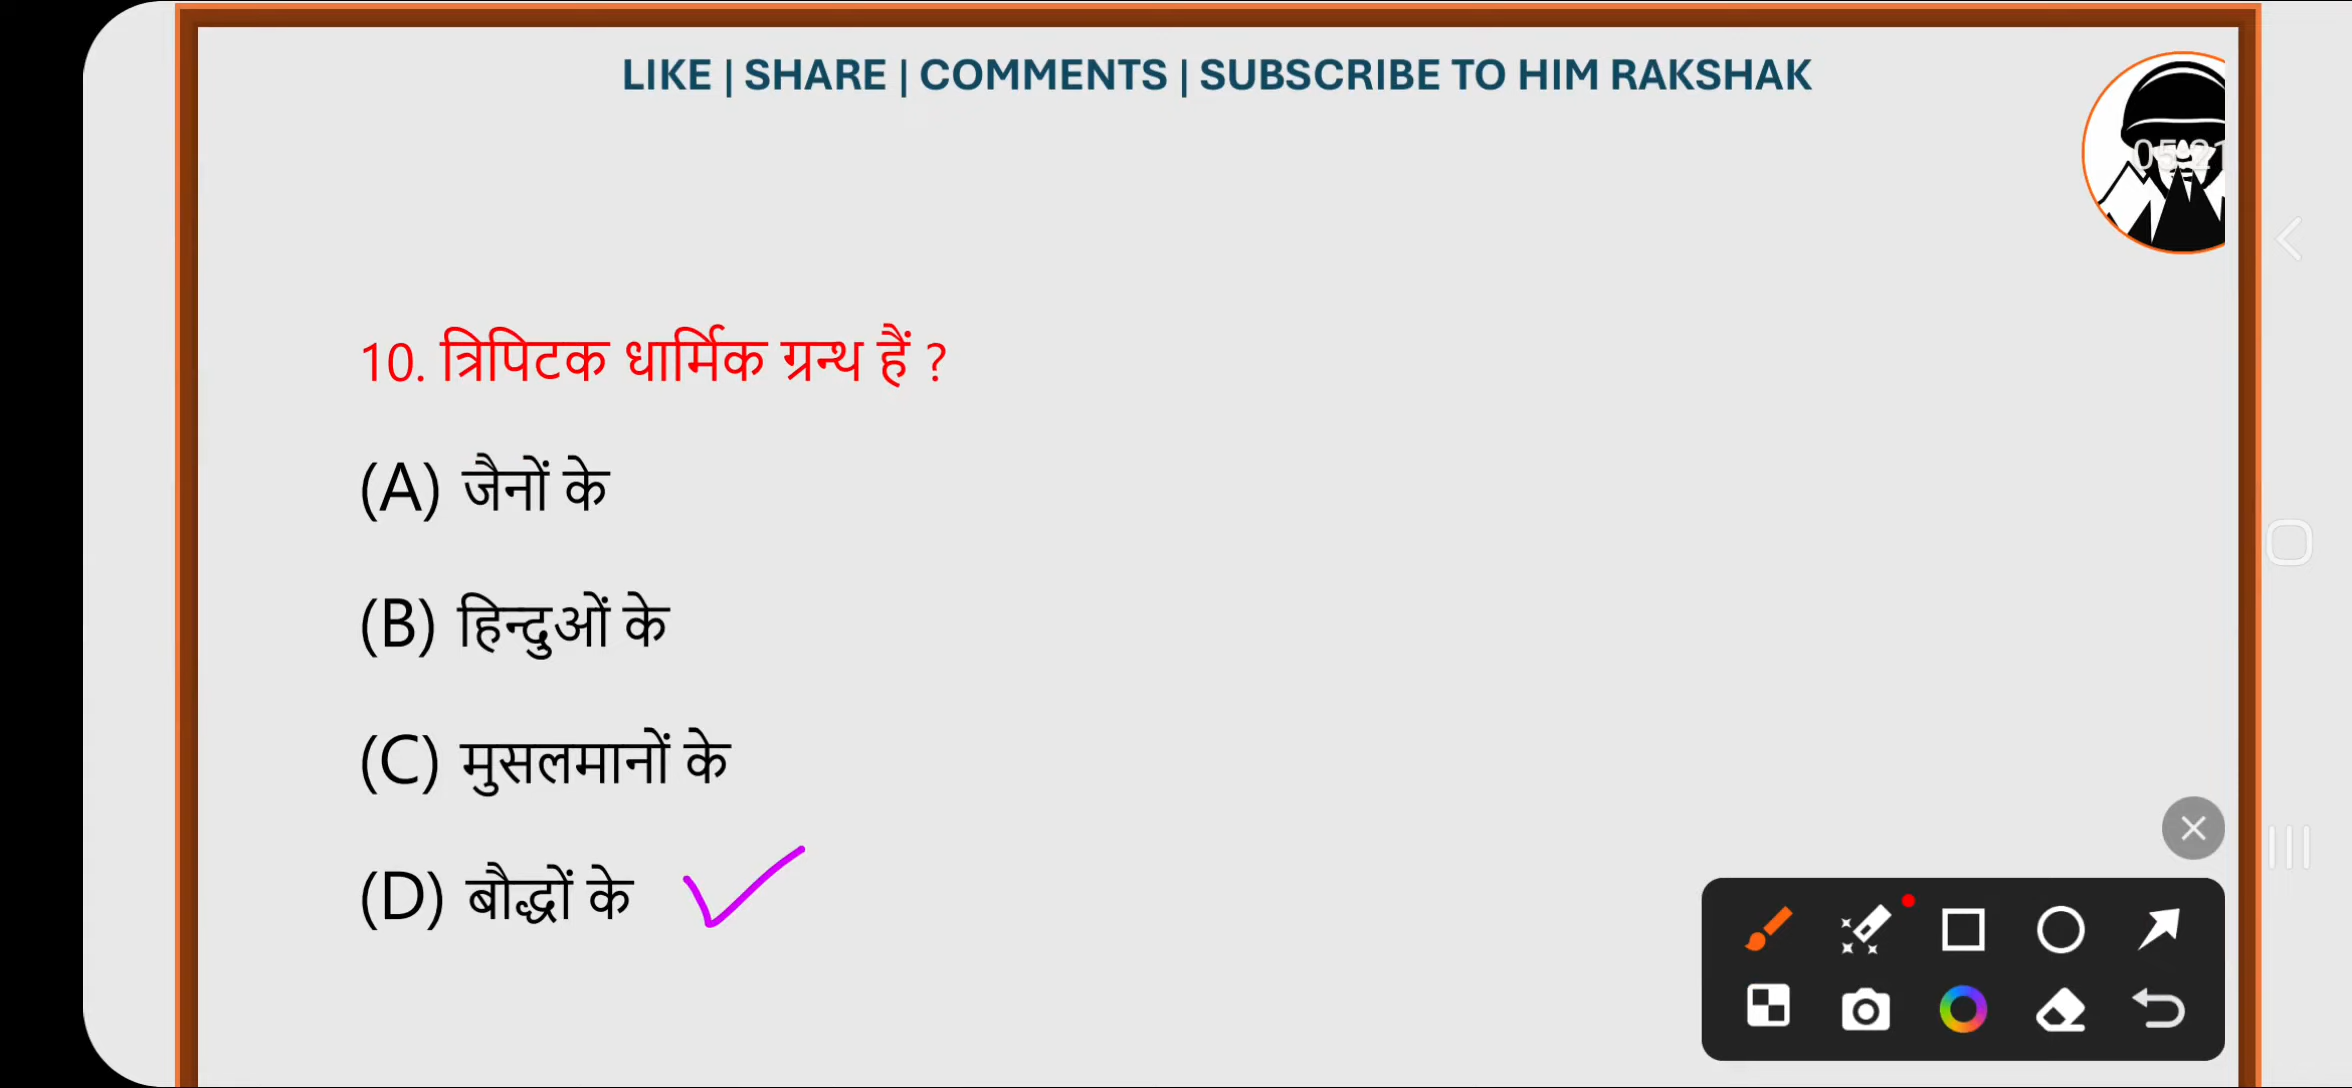 LIKE | SHARE | COMMENTS | SUBSCRIBE TO HIM RAKSHAK
10. त्रिपिटक धार्मिक ग्रन्थ हैं ?
(A) जैनों के
(B) हिन्दुओं के
(C) मुसलमानों के
(D) बौद्धों के